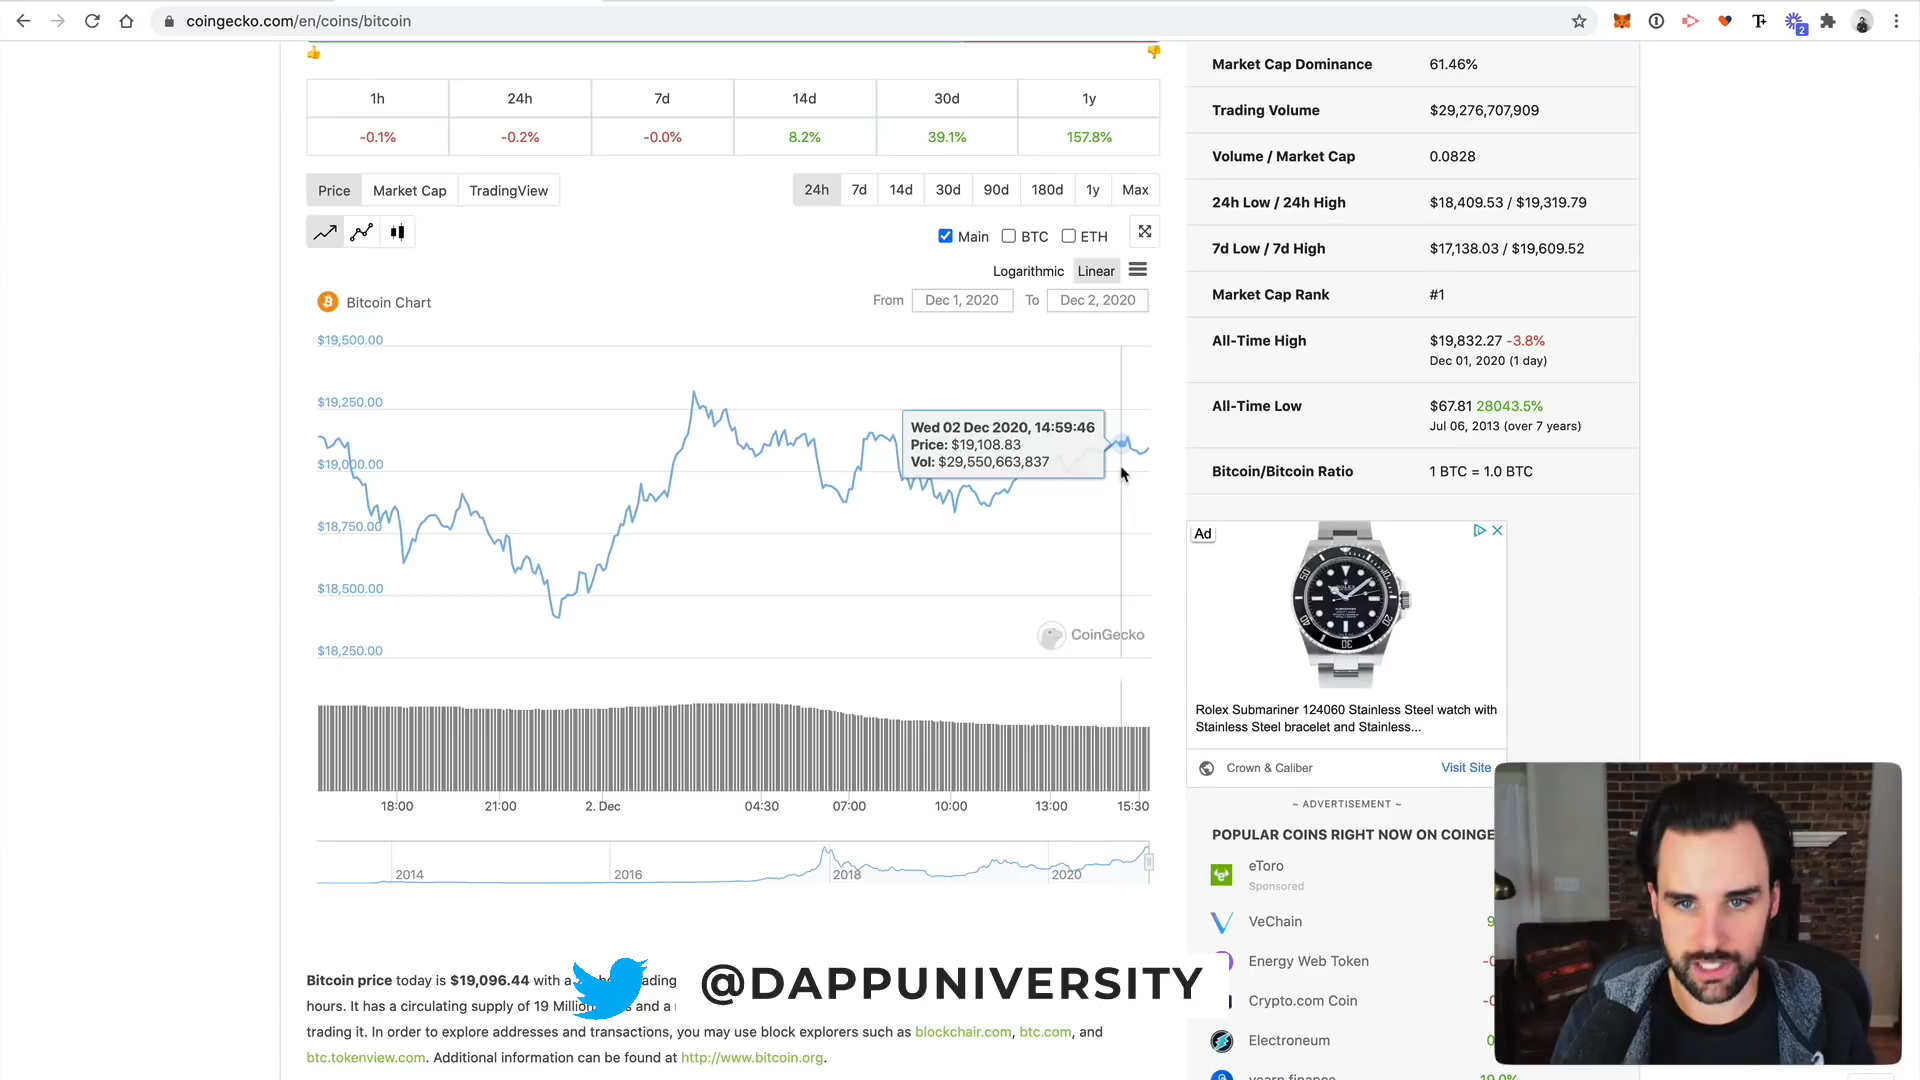 coingecko.com/en/coins/bitcoin
2
1h 24h 7d 14d 30d 1y
-0.1% -0.2% -0.0% 8.2% 39.1% 157.8%
Price Market Cap TradingView 24h 7d 14d 30d 90d 180d 1y Max
Main BTC ETH
Logarithmic Linear
Bitcoin Chart From Dec 1, 2020 To Dec 2, 2020
$19,500.00
$19,250.00
$19,000.00
$18,750.00
$18,500.00
$18,250.00
Wed 02 Dec 2020, 14:59:46
Price: $19,108.83
Vol: $29,550,663,837
CoinGecko
18:00 21:00 2. Dec 04:30 07:00 10:00 13:00 15:30
2014 2016 2018 2020
Bitcoin price today is $19,096.44 with a
hours. It has a circulating supply of 19 and a
trading it. In order to explore addresses and transactions, you may use block explorers such as blockchair.com, btc.com, and
btc.tokenview.com. Additional information can be found at http://www.bitcoin.org.
@DAPPUNIVERSITY
Market Cap Dominance 61.46%
Trading Volume $29,276,707,909
Volume / Market Cap 0.0828
24h Low / 24h High $18,409.53 / $19,319.79
7d Low / 7d High $17,138.03 / $19,609.52
Market Cap Rank #1
All-Time High $19,832.27 -3.8%
Dec 01, 2020 (1 day)
All-Time Low $67.81 28043.5%
Jul 06, 2013 (over 7 years)
Bitcoin/Bitcoin Ratio 1 BTC = 1.0 BTC
Ad
Rolex Submariner 124060 Stainless Steel watch with
Stainless Steel bracelet and Stainless...
Crown & Caliber Visit Site
~ ADVERTISEMENT ~
POPULAR COINS RIGHT NOW ON COINGE
eToro
Sponsored
VeChain 9
Energy Web Token -0
Crypto.com Coin -0
Electroneum 0